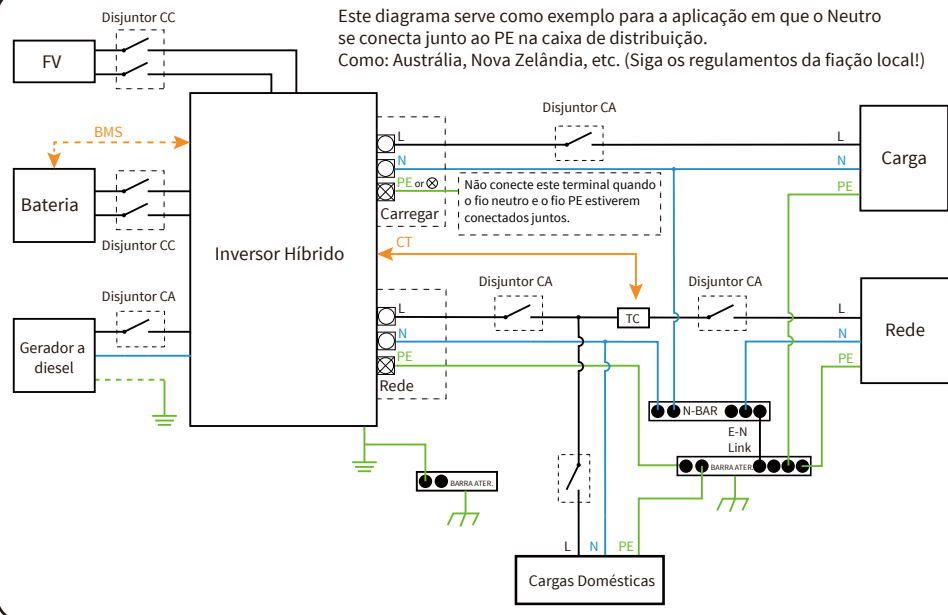 Disjuntor CC
Este diagrama serve como exemplo para a aplicação em que o Neutro
se conecta junto ao PE na caixa de distribuição.
Como: Austrália, Nova Zelândia, etc. (Siga os regulamentos da fiação local!)
FV
Disjuntor CA
BMS
L
L
N
N
Carga
PE or ⊗
PE
Não conecte este terminal quando
o fio neutro e o fio PE estiverem
conectados juntos.
Bateria
Carregar
Disjuntor CC
CT
Inversor Híbrido
Disjuntor CA
Disjuntor CA
Disjuntor CA
L
TC
L
N
N
Rede
Gerador a
diesel
PE
PE
Rede
N-BAR
E-N
Link
BARRA ATER.
BARRA ATER.
L
N
PE
Cargas Domésticas